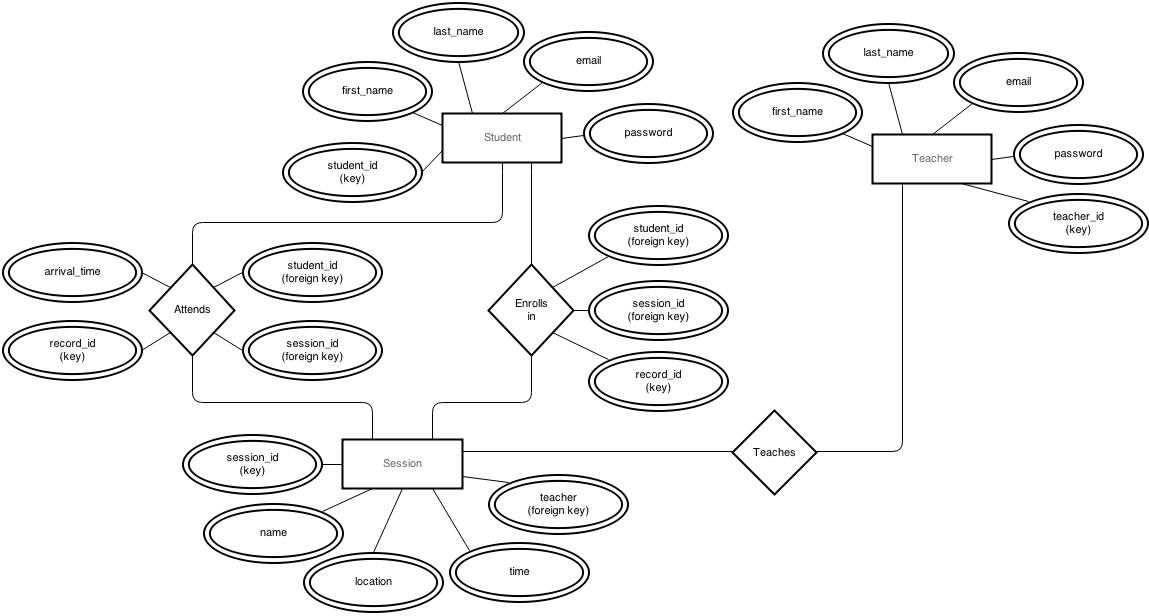 last_name
email
first_name
Student
password
student_id
(key)
last_name
email
first_name
Teacher
password
teacher_id
(key)
arrival_time
student_id
(foreign key)
Attends
record_id
(key)
session_id
(foreign key)
student_id
(foreign key)
Enrolls
in
session_id
(foreign key)
record_id
(key)
session_id
(key)
Session
Teaches
teacher
(foreign key)
name
location
time